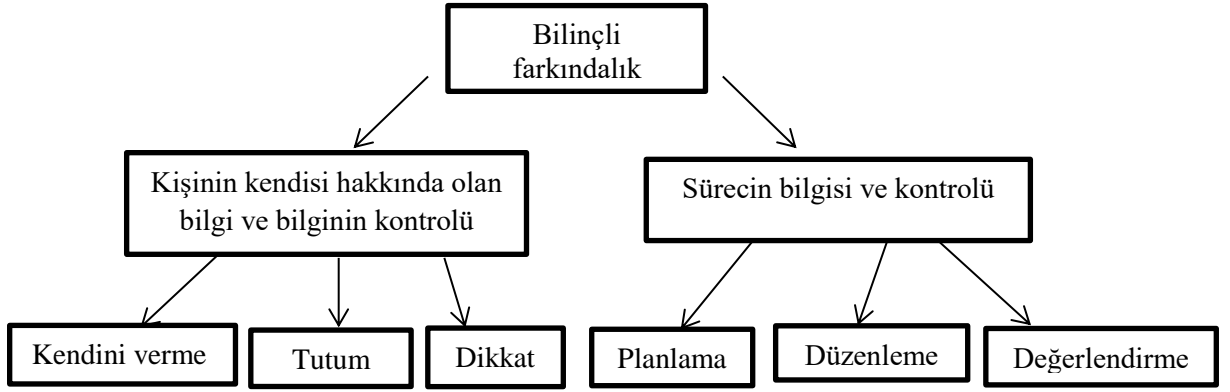 Bilinçli
farkındalık
Kişinin kendisi hakkında olan
bilgi ve bilginin kontrolü
Sürecin bilgisi ve kontrolü
Kendini verme
Tutum
Dikkat
Planlama
Düzenleme
Değerlendirme